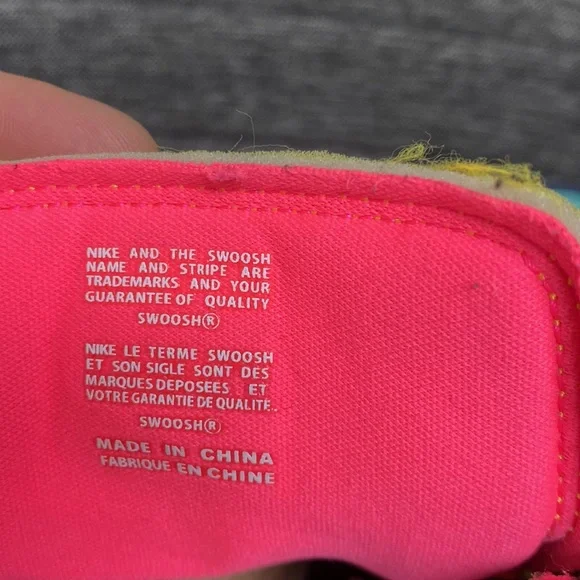 NIKE AND THE SWOOSH
NAME AND STRIPE ARE
TRADEMARKS AND YOUR
GUARANTEE OF QUALITY
SWOOSH®
NIKE LE TERME SWOOSH
ET SON SIGLE SONT DES
MARQUES DEPOSEES ET
VOTRE GARANTIE DE QUALITE.
SWOOSH®
MADE IN CHINA
FABRIQUE EN CHINE